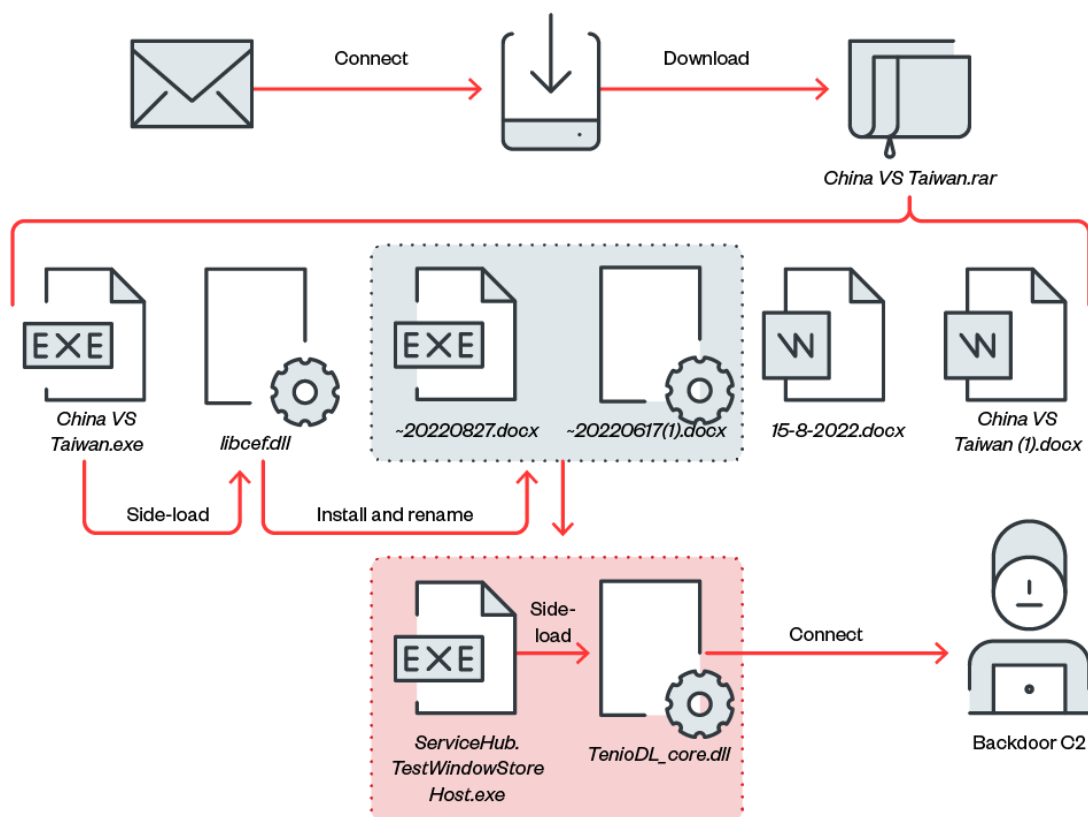 Connect
Download
China VS Taiwan.rar
EXE
EXE
W
W
China VS
Taiwan.exe
libcef.dll
~20220827.docx
~20220617(1).docx
15-8-2022.docx
China VS
Taiwan (1).docx
Side-load
Install and rename
EXE
Side-
load
Connect
ServiceHub.
TestWindowStore
Host.exe
TenioDL_core.dll
Backdoor C2